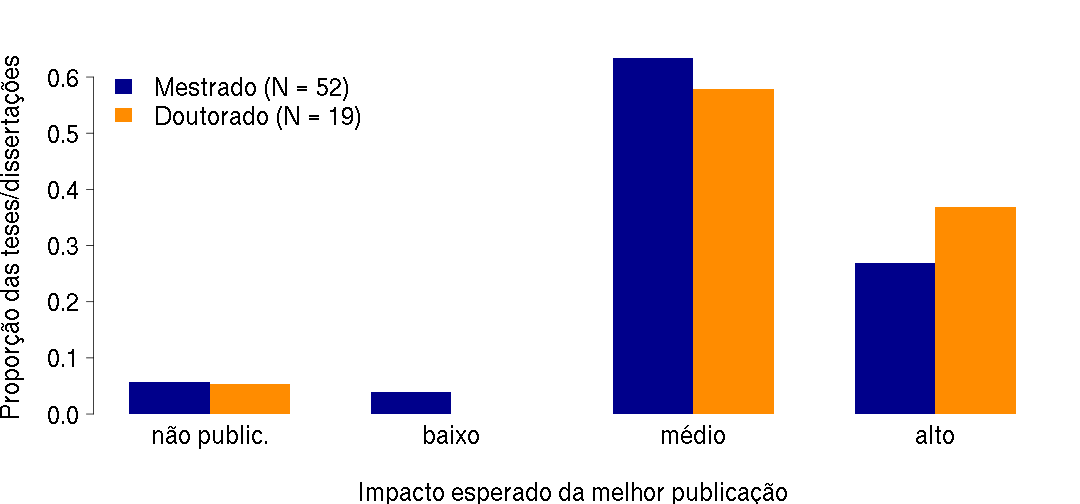 Proporção das teses/dissertações
0.6
0.5
0.4
0.3
0.2
0.1
0.0
Mestrado (N = 52)
Doutorado (N = 19)
não public.
baixo
médio
alto
Impacto esperado da melhor publicação